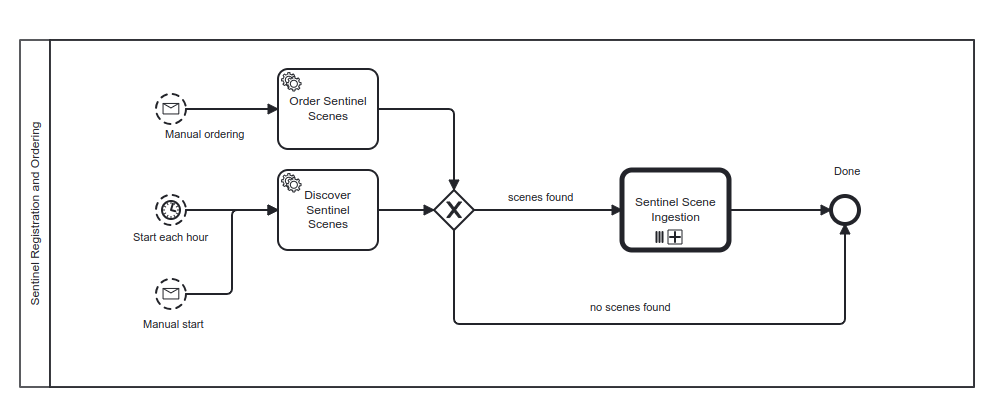 Sentinel Registration and Ordering
Order Sentinel
Scenes
Manual ordering
Discover
Sentinel
Scenes
Start each hour
Manual start
X
scenes found
Sentinel Scene
Ingestion
Done
no scenes found